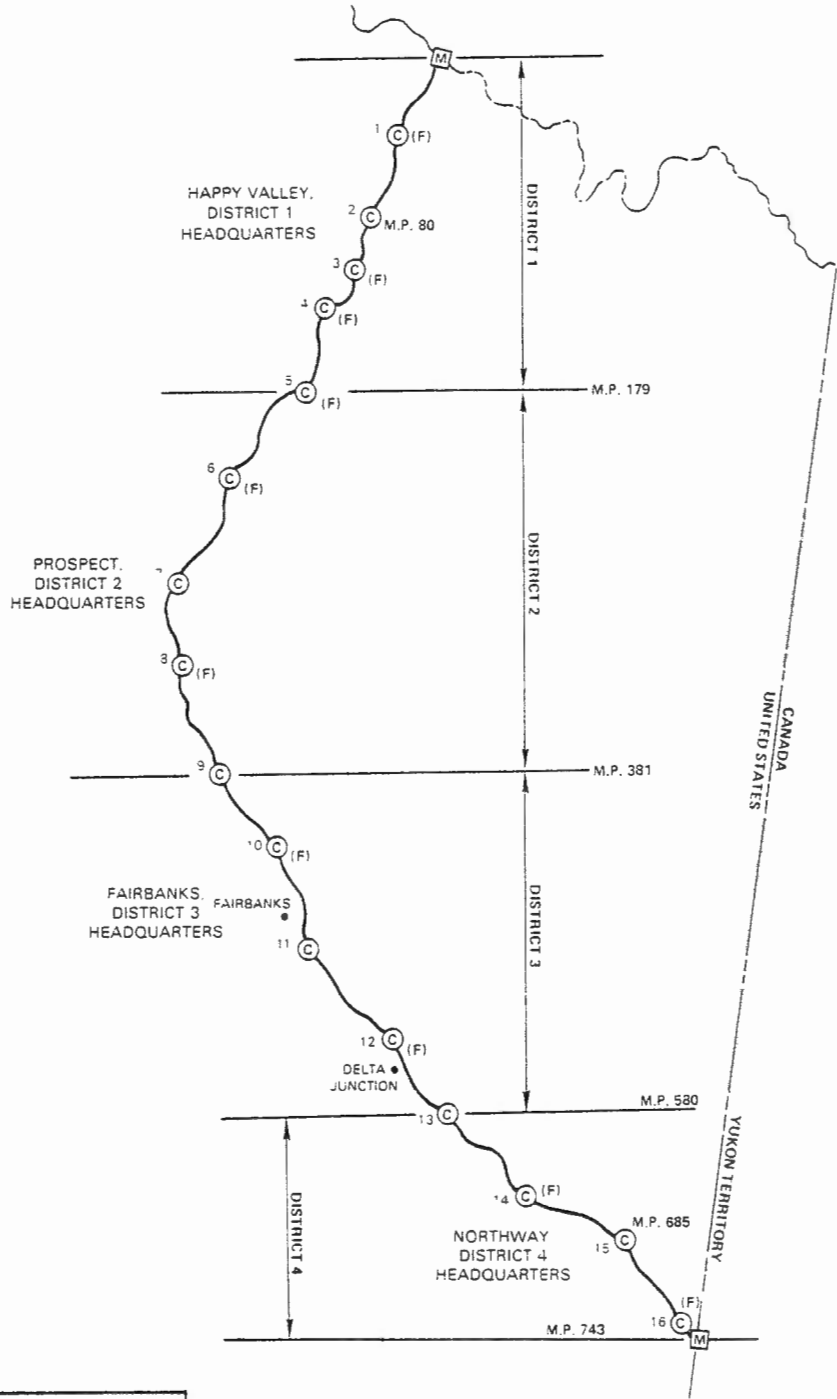 M
1
C
(F)
HAPPY VALLEY.
DISTRICT 1
HEADQUARTERS
2
C
M.P. 80
DISTRICT 1
3
C
(F)
4
C
(F)
5
C
(F)
M.P. 179
6
C
(F)
PROSPECT.
DISTRICT 2
HEADQUARTERS
7
C
DISTRICT 2
8
C
(F)
CANADA
UNITED STATES
9
C
M.P. 381
10
C
(F)
FAIRBANKS.
DISTRICT 3
HEADQUARTERS
FAIRBANKS
11
C
DISTRICT 3
12
C
(F)
DELTA
JUNCTION
13
C
M.P. 580
YUKON TERRITORY
14
C
(F)
DISTRICT 4
NORTHWAY
DISTRICT 4
HEADQUARTERS
M.P. 685
15
C
(F)
16
C
M
M.P. 743